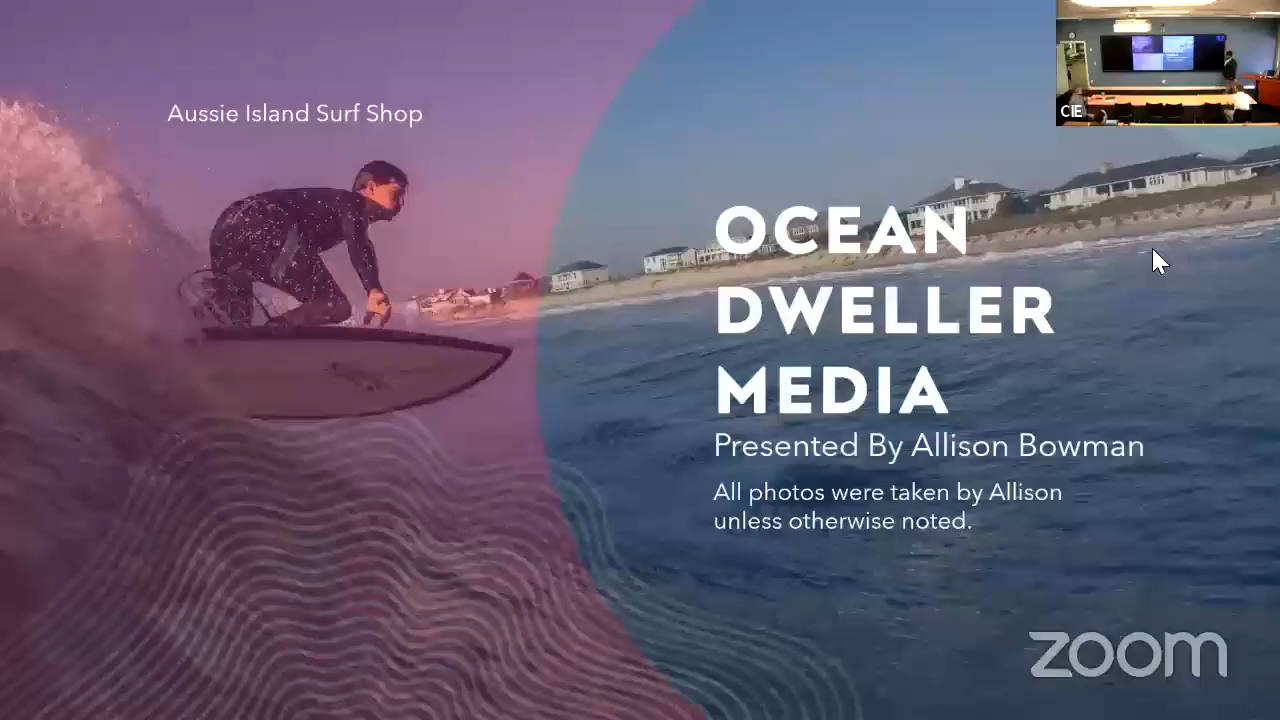 Aussie Island Surf Shop
CIE
OCEAN
DWELLER
MEDIA
Presented By Allison Bowman
All photos were taken by Allison
unless otherwise noted.
zoom